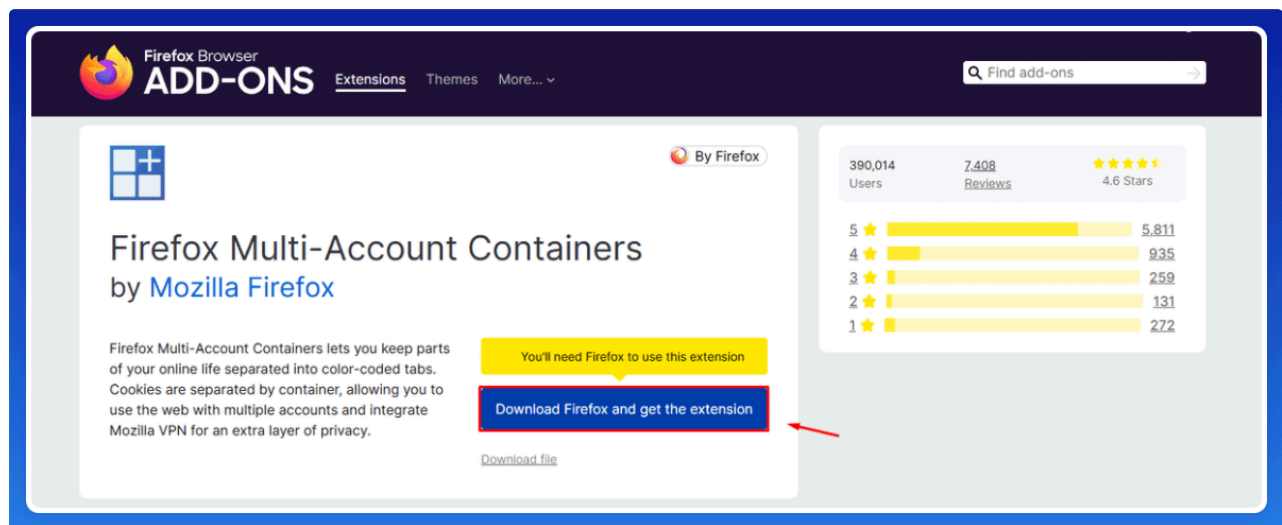 Firefox Browser
ADD-ONS
Extensions Themes More...
Find add-ons
By Firefox
Firefox Multi-Account Containers
by Mozilla Firefox
Firefox Multi-Account Containers lets you keep parts
of your online life separated into color-coded tabs.
Cookies are separated by container, allowing you to
use the web with multiple accounts and integrate
Mozilla VPN for an extra layer of privacy.
You'll need Firefox to use this extension
Download Firefox and get the extension
Download file
390,014 7,408
Users Reviews 4.6 Stars
5 5,811
4 935
3 259
2 131
1 272